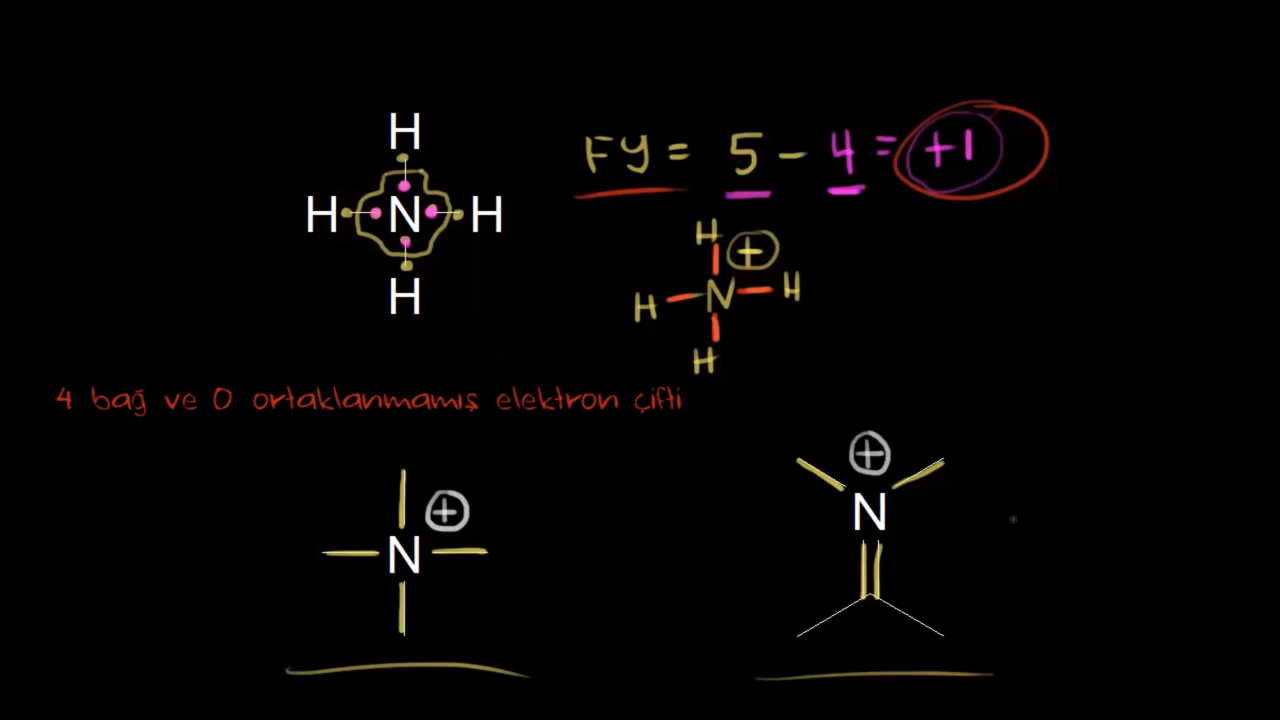 H
H N H
H
FY = 5 - 4 = +1
H +
H N H
H
4 bağ ve 0 ortaklanmamış elektron çifti
+
N
+
N